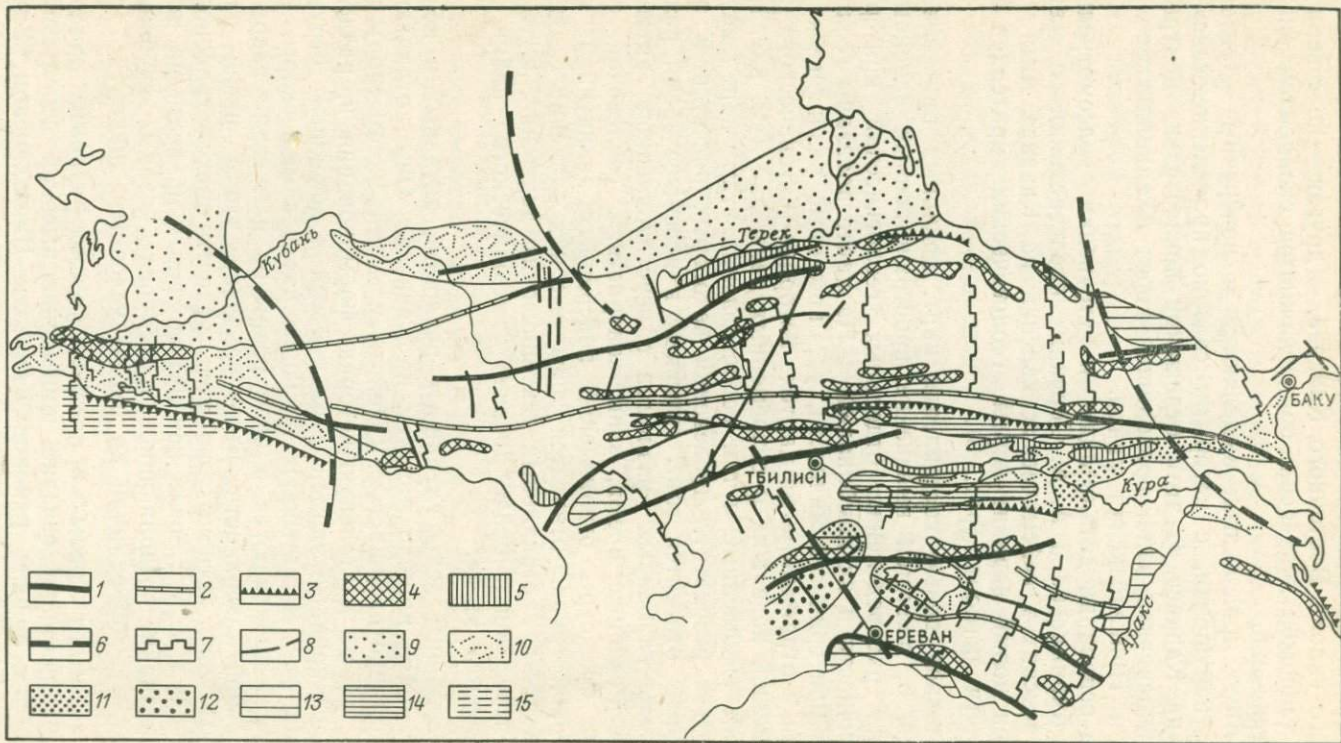 Терек
Кубань
БАКУ
ТБИЛИСИ
Кура
ЕРЕВАН
Аракс
1 2 3 4 5
6 7 8 9 10
11 12 13 14 15